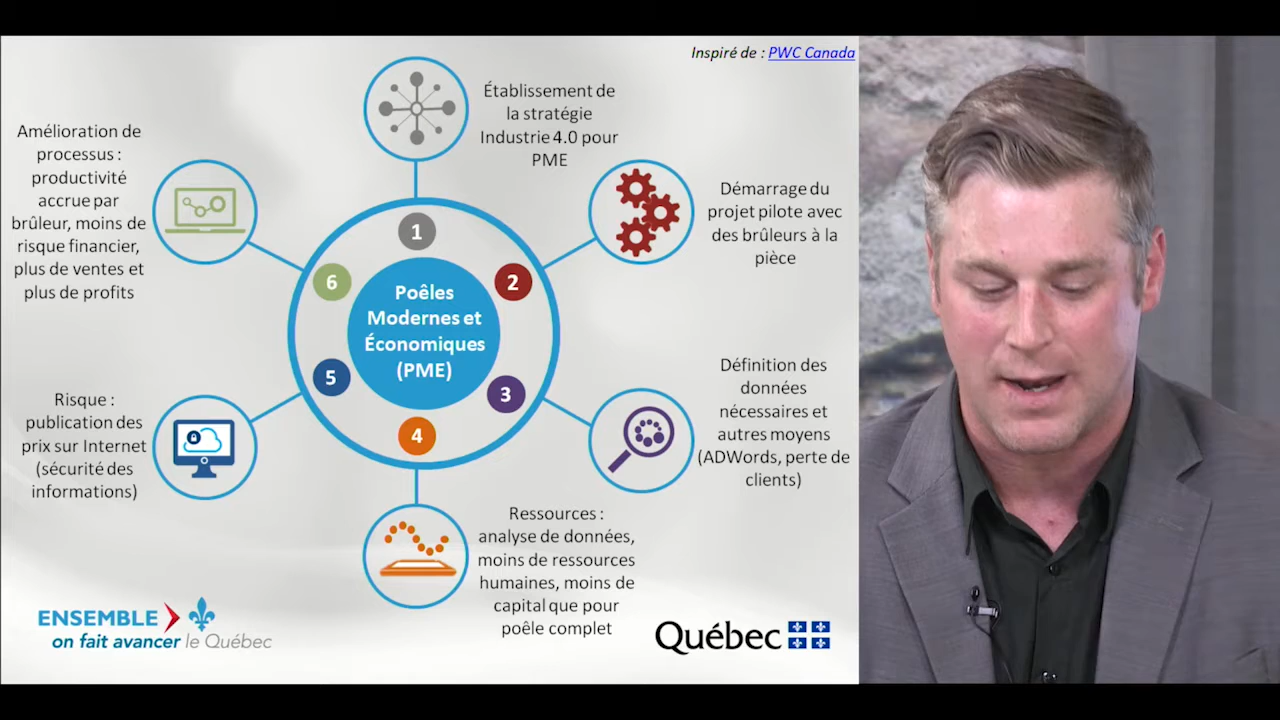 Inspiré de : PWC Canada
Établissement de
la stratégie
Industrie 4.0 pour
PME
Démarrage du
projet pilote avec
des brûleurs à la
pièce
Définition des
données
nécessaires et
autres moyens
(ADWords, perte de
clients)
Ressources :
analyse de données,
moins de ressources
humaines, moins de
capital que pour
poêle complet
Risque :
publication des
prix sur Internet
(sécurité des
informations)
Amélioration de
processus :
productivité
accrue par
brûleur, moins de
risque financier,
plus de ventes et
plus de profits
1
2
3
4
5
6
Poêles
Modernes et
Économiques
(PME)
ENSEMBLE
on fait avancer le Québec
Québec